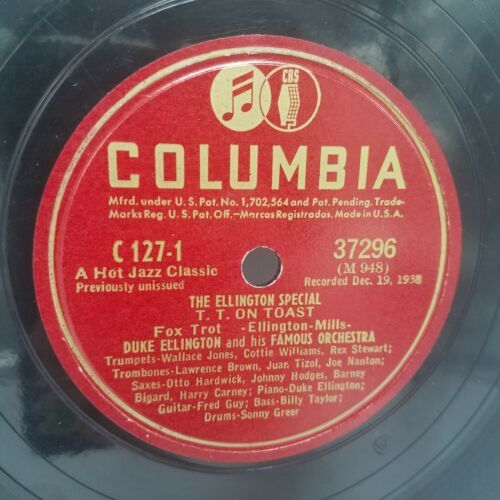 CBS
COLUMBIA
Mfrd. under U.S. Pat. No. 1,702,564 and Pat. Pending. Trade-
Marks Reg. U.S. Pat. Off.—Mnrcas Registradas. Made in U.S.A.
C 127-1
37296
A Hot Jazz Classic
(M 948)
Previously unissued
Recorded Dec. 19, 1938
THE ELLINGTON SPECIAL
T. T. ON TOAST
Fox Trot -Ellington-Mills-
DUKE ELLINGTON and his FAMOUS ORCHESTRA
Trumpets-Wallace Jones, Cottie Williams, Rex Stewart;
Trombones-Lawrence Brown, Juan Tizol, Joe Nanton;
Saxes-Otto Hardwick, Johnny Hodges, Barney
Bigard, Harry Carney; Piano-Duke Ellington;
Guitar-Fred Guy; Bass-Billy Taylor;
Drums-Sonny Greer